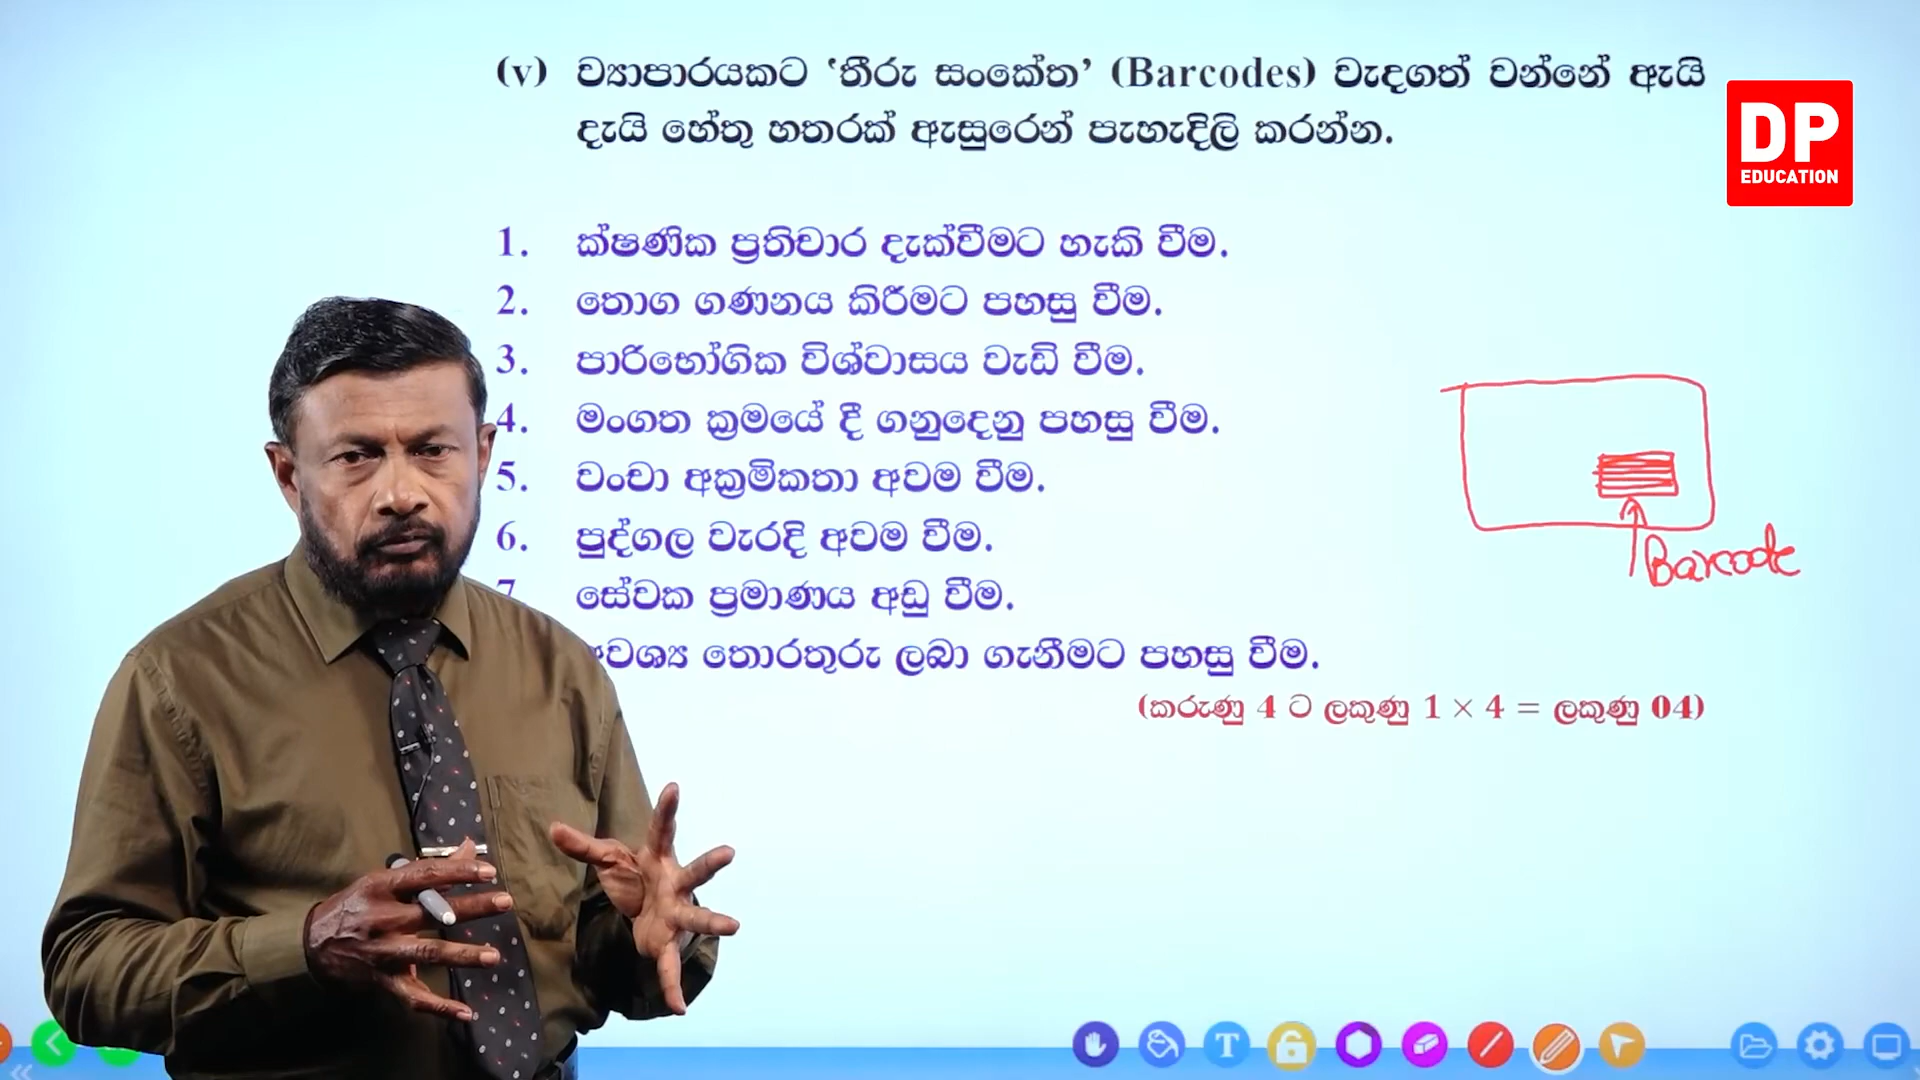 (v) ව්‍යාපාරයකට ‘තීරු සංකේත’ (Barcodes) වැදගත් වන්නේ ඇයි
දැයි හේතු හතරක් ඇසුරෙන් පැහැදිලි කරන්න.
DP
EDUCATION
1. ක්ෂණික ප්‍රතිචාර දැක්වීමට හැකි වීම.
2. තොග ගණනය කිරීමට පහසු වීම.
3. පාරිභෝගික විශ්වාසය වැඩි වීම.
4. මංගත ක්‍රමයේ දී ගනුදෙනු පහසු වීම.
5. වංචා අක්‍රමිකතා අවම වීම.
6. පුද්ගල වැරදි අවම වීම.
Barcode
7. සේවක ප්‍රමාණය අඩු වීම.
තොරතුරු ලබා ගැනීමට පහසු වීම.
(කරුණු 4 ට ලකුණු 1 × 4 = ලකුණු 04)
T